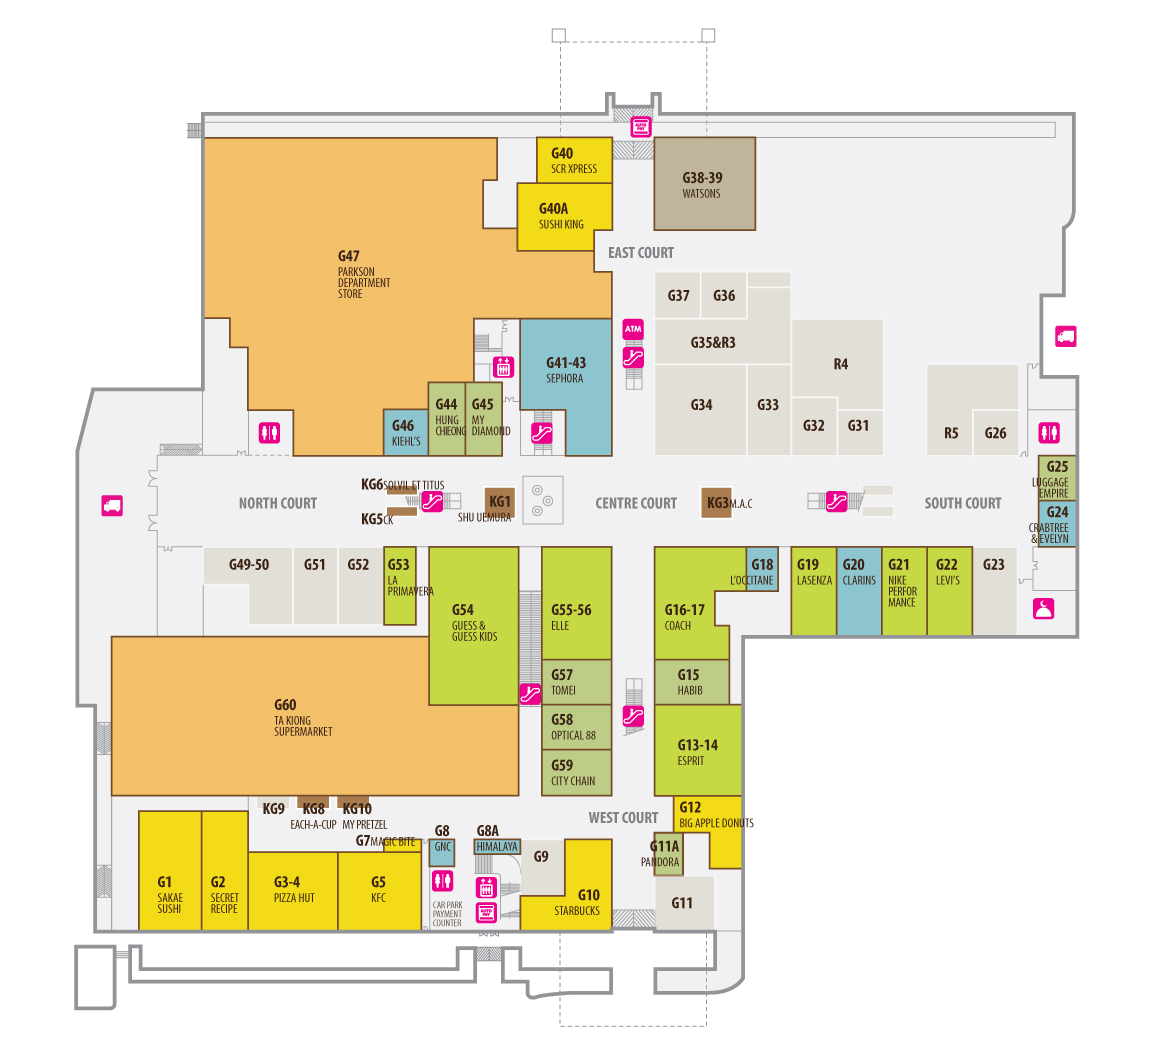 AUTO
PAY
G40
SCR XPRESS
G38-39
WATSONS
G40A
SUSHI KING
EAST COURT
G47
PARKSON
DEPARTMENT
STORE
G37
G36
ATM
G35&R3
G41-43
SEPHORA
R4
G34
G33
G32
G31
R5
G26
G44
HUNG
CHEONG
G45
MY
DIAMOND
G46
KIEHL'S
G25
LUGGAGE
EMPIRE
KG6 SOLVIL ET TITUS
KG5 CK
KG1
SHU UEMURA
NORTH COURT
CENTRE COURT
KG3 M.A.C
SOUTH COURT
G24
CRABTREE
& EVELYN
G49-50
G51
G52
G53
LA
PRIMAVERA
G54
GUESS &
GUESS KIDS
G55-56
ELLE
G16-17
COACH
G18
L'OCCITANE
G19
LASENZA
G20
CLARINS
G21
NIKE
PERFOR
MANCE
G22
LEVI'S
G23
G57
TOMEI
G15
HABIB
G58
OPTICAL 88
G13-14
ESPRIT
G59
CITY CHAIN
G60
TA KIONG
SUPERMARKET
KG9
KG8
EACH-A-CUP
KG10
MY PRETZEL
WEST COURT
G12
BIG APPLE DONUTS
G7 MAGIC BITE
G8
GNC
G8A
HIMALAYA
G9
G11A
PANDORA
G1
SAKAE
SUSHI
G2
SECRET
RECIPE
G3-4
PIZZA HUT
G5
KFC
CAR PARK
PAYMENT
COUNTER
AUTO
PAY
G10
STARBUCKS
G11